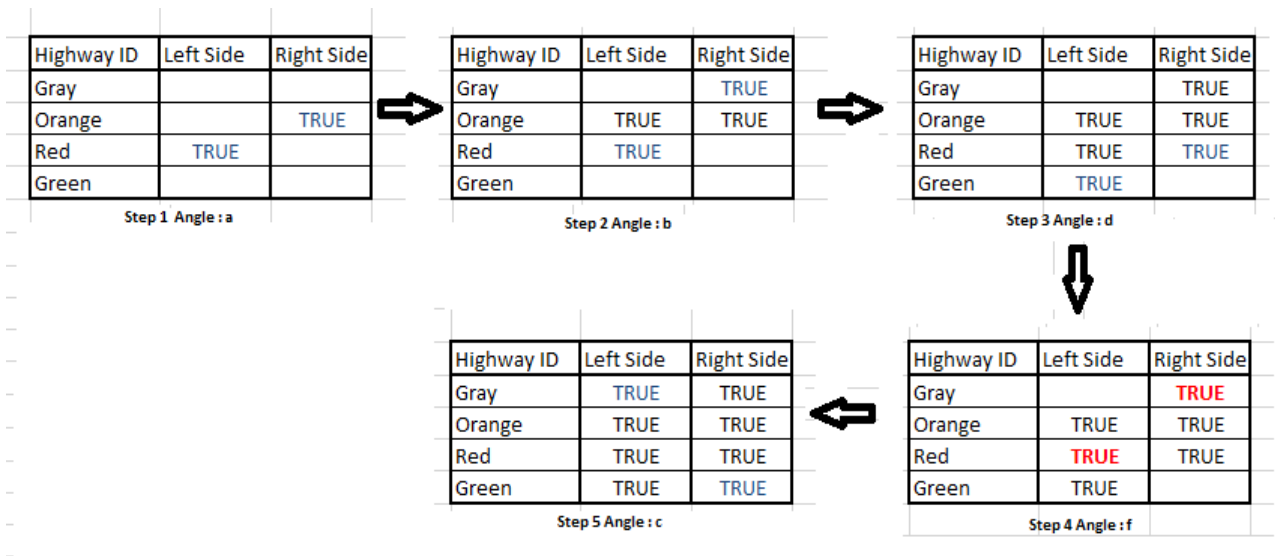 Highway ID Left Side Right Side
Gray
Orange TRUE
Red TRUE
Green
Step 1 Angle : a
Highway ID Left Side Right Side
Gray TRUE
Orange TRUE TRUE
Red TRUE
Green
Step 2 Angle : b
Highway ID Left Side Right Side
Gray TRUE
Orange TRUE TRUE
Red TRUE TRUE
Green TRUE
Step 3 Angle : d
Highway ID Left Side Right Side
Gray TRUE
Orange TRUE TRUE
Red TRUE TRUE
Green TRUE
Step 4 Angle : f
Highway ID Left Side Right Side
Gray TRUE TRUE
Orange TRUE TRUE
Red TRUE TRUE
Green TRUE TRUE
Step 5 Angle : c